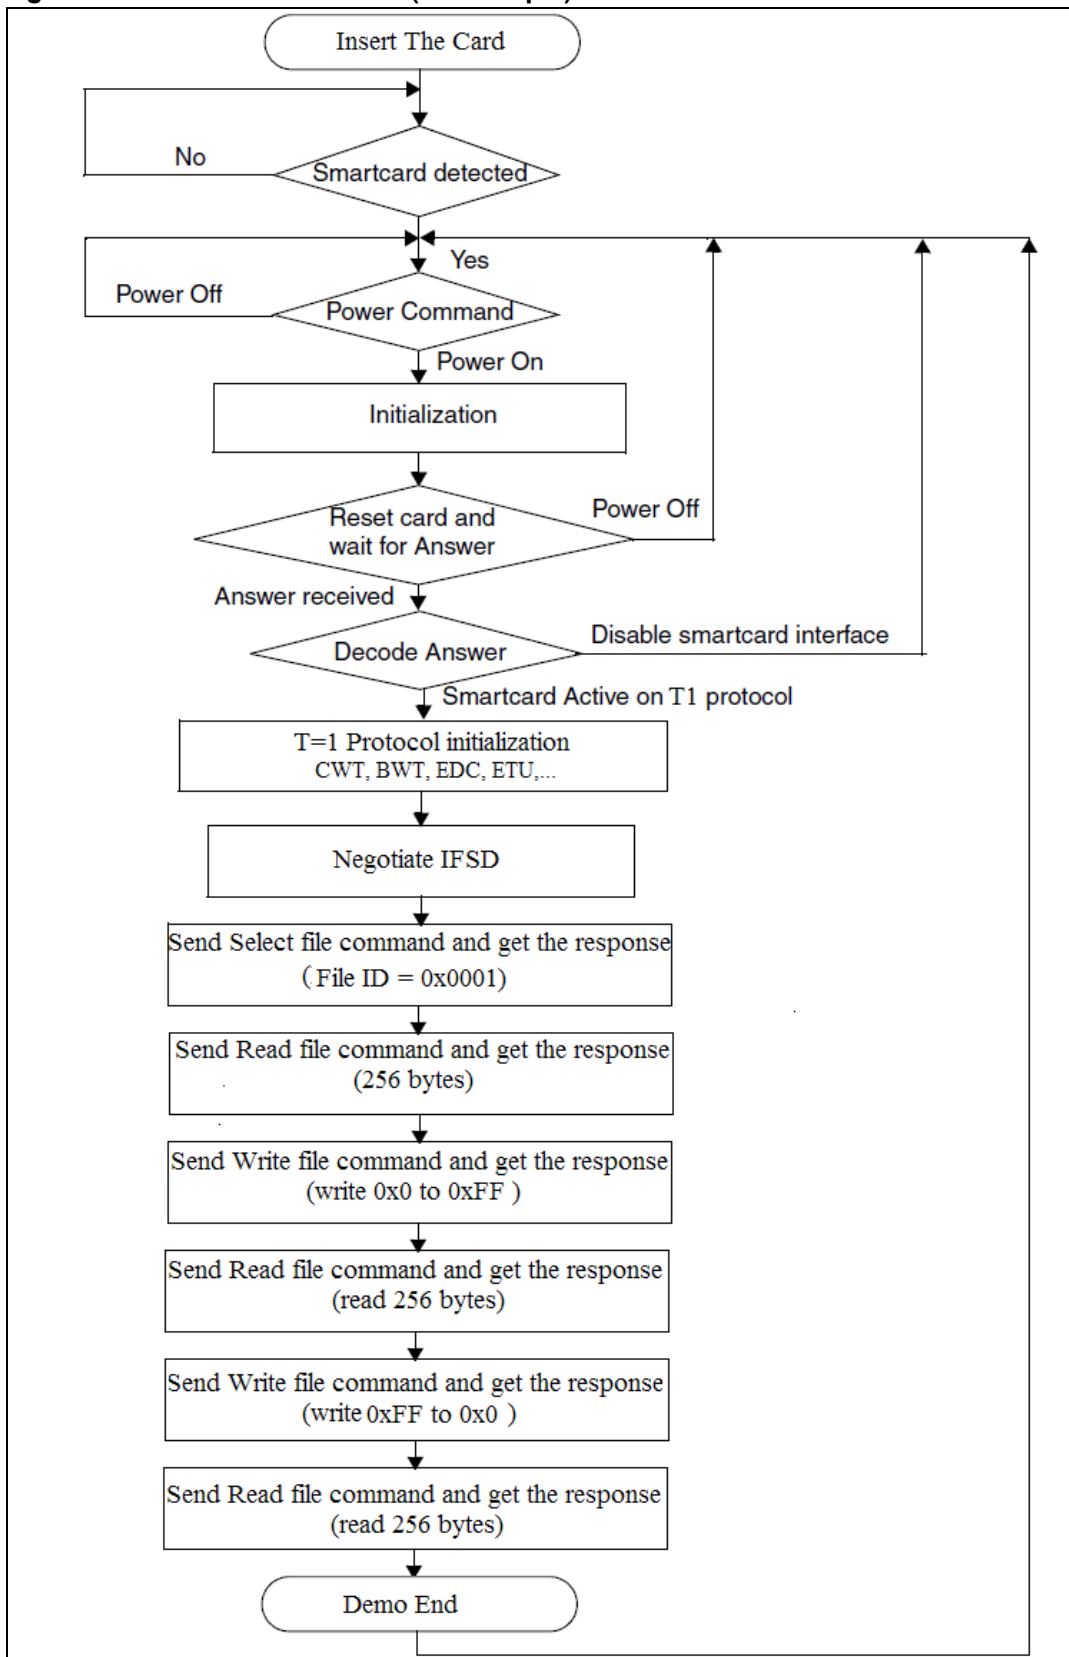 Insert The Card
No
Smartcard detected
Yes
Power Off
Power Command
Power On
Initialization
Reset card and
wait for Answer
Power Off
Answer received
Decode Answer
Disable smartcard interface
Smartcard Active on T1 protocol
T=1 Protocol initialization
CWT, BWT, EDC, ETU,...
Negotiate IFSD
Send Select file command and get the response
( File ID = 0x0001)
Send Read file command and get the response
(256 bytes)
Send Write file command and get the response
(write 0x0 to 0xFF )
Send Read file command and get the response
(read 256 bytes)
Send Write file command and get the response
(write 0xFF to 0x0 )
Send Read file command and get the response
(read 256 bytes)
Demo End